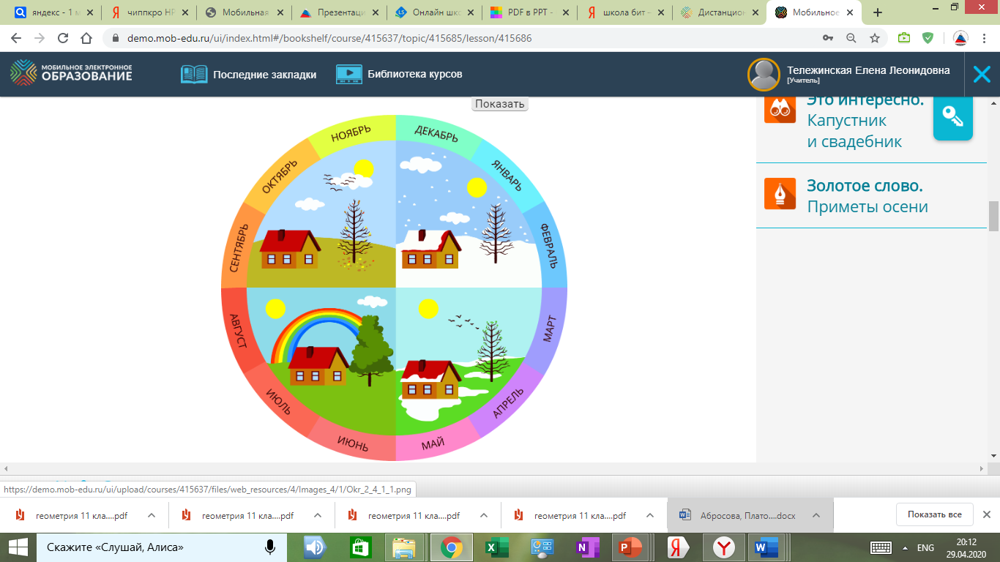 яндекс - 1 м
чиппкро НР
Мобильная
Презентаци
Онлайн шко
PDF в PPT -
школа бит –
Дистанцион
Мобильное
demo.mob-edu.ru/ui/index.html#/bookshelf/course/415637/topic/415685/lesson/415686
МОБИЛЬНОЕ ЭЛЕКТРОННОЕ
ОБРАЗОВАНИЕ
Последние закладки
Библиотека курсов
Тележинская Елена Леонидовна
[Учитель]
Показать
НОЯБРЬ
ДЕКАБРЬ
ОКТЯБРЬ
ЯНВАРЬ
СЕНТЯБРЬ
ФЕВРАЛЬ
АВГУСТ
МАРТ
ИЮЛЬ
АПРЕЛЬ
ИЮНЬ
МАЙ
Это интересно.
Капустник
и свадебник
Золотое слово.
Приметы осени
https://demo.mob-edu.ru/ui/upload/courses/415637/files/web_resources/4/Images_4/1/Okr_2_4_1_1.png
геометрия 11 кла....pdf
геометрия 11 кла....pdf
геометрия 11 кла....pdf
геометрия 11 кла....pdf
Абросова, Плато....docx
Показать все
Скажите «Слушай, Алиса»
ENG
20:12
29.04.2020